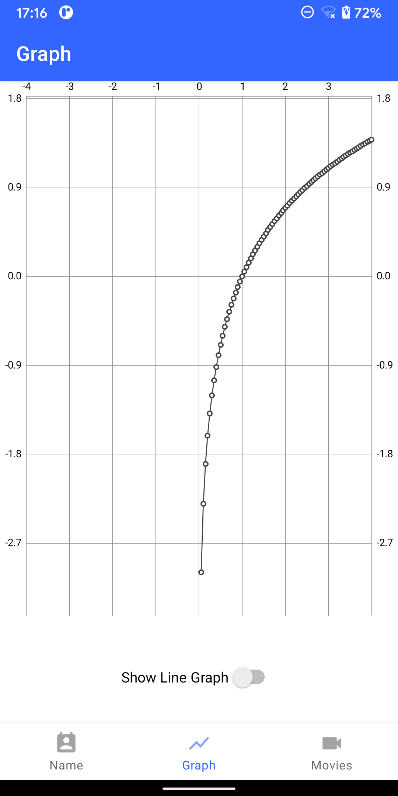 17:16 72%
Graph
-4 -3 -2 -1 0 1 2 3
1.8 1.8
0.9 0.9
0.0 0.0
-0.9 -0.9
-1.8 -1.8
-2.7 -2.7
Show Line Graph
Name Graph Movies